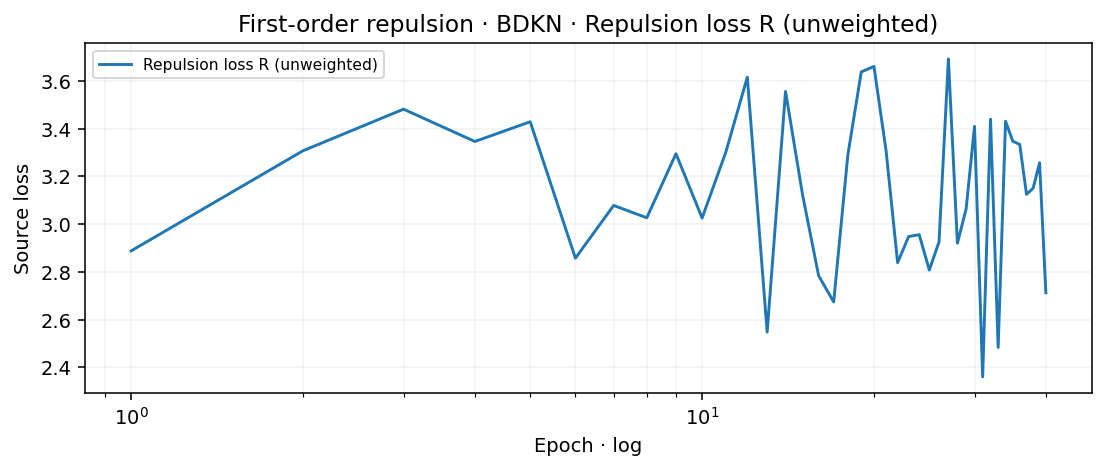 First-order repulsion · BDKN · Repulsion loss R (unweighted)
Repulsion loss R (unweighted)
Source loss
3.6
3.4
3.2
3.0
2.8
2.6
2.4
10⁰
10¹
Epoch · log